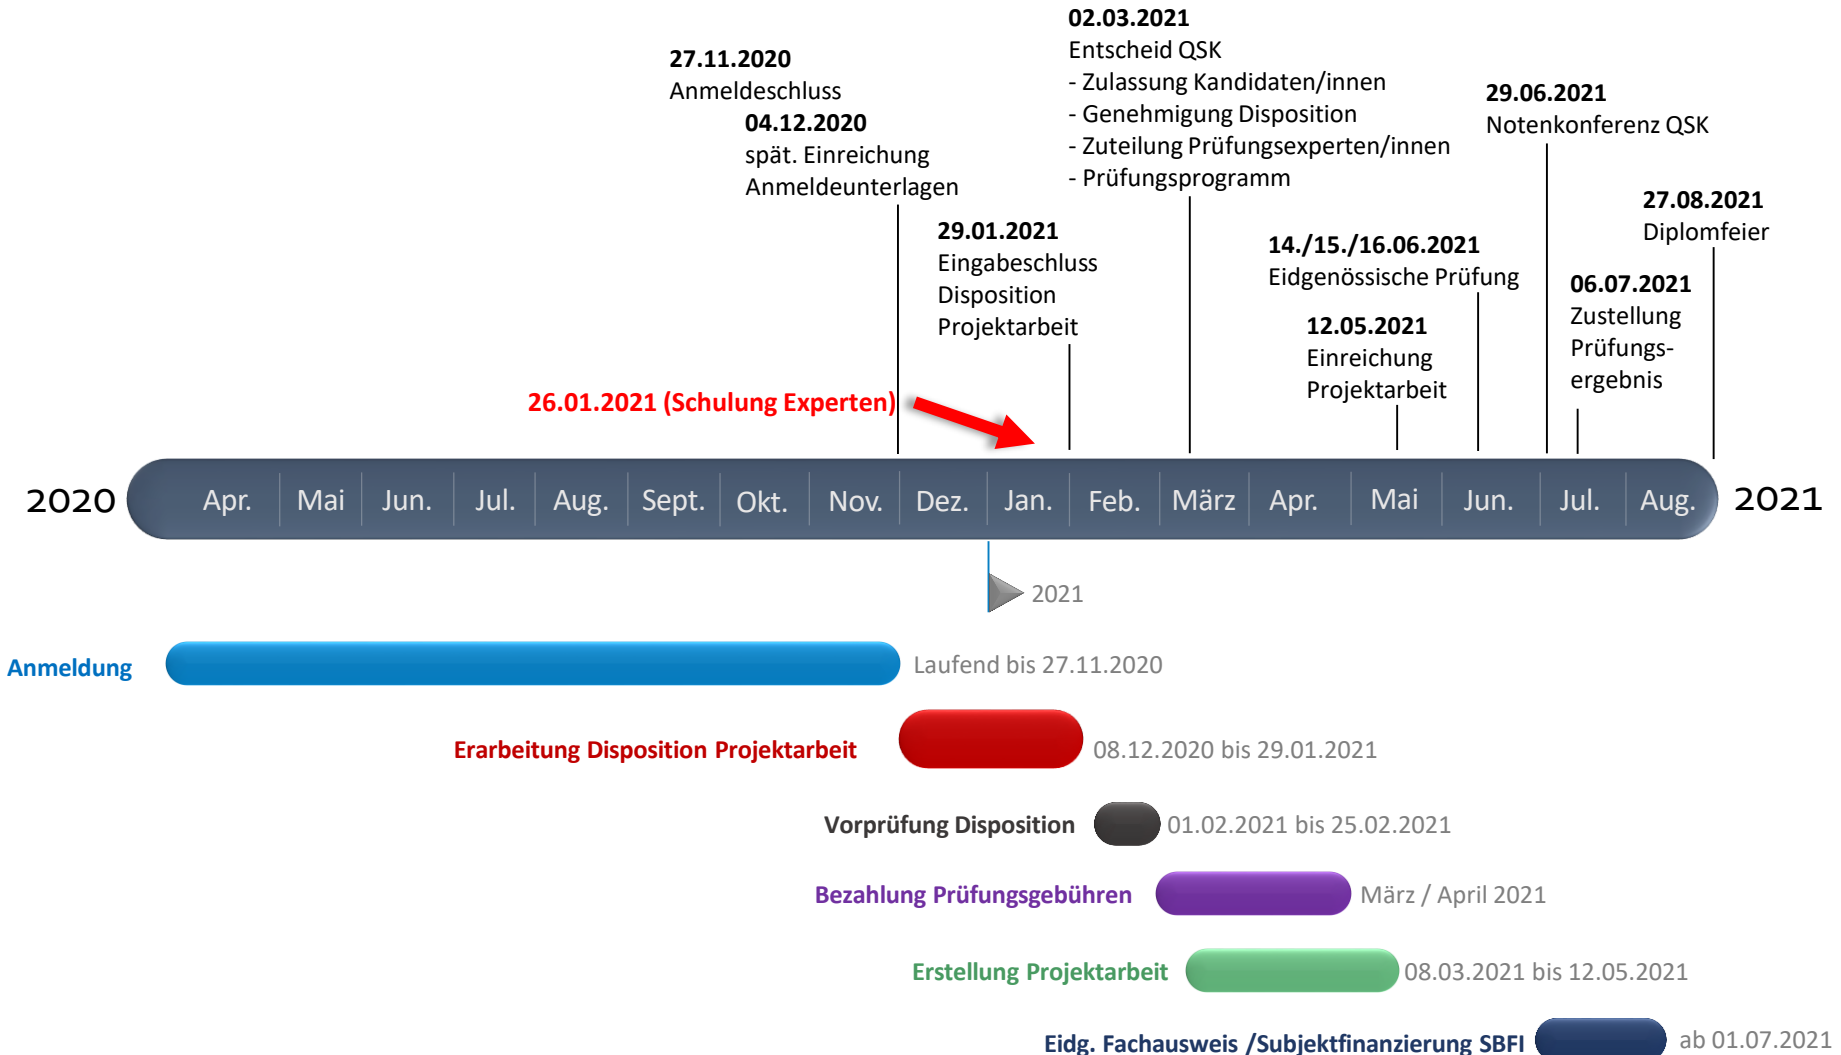 27.11.2020
Anmeldeschluss
04.12.2020
spät. Einreichung
Anmeldeunterlagen
29.01.2021
Eingabeschluss
Disposition
Projektarbeit
02.03.2021
Entscheid QSK
- Zulassung Kandidaten/innen
- Genehmigung Disposition
- Zuteilung Prüfungsexperten/innen
- Prüfungsprogramm
14./15./16.06.2021
Eidgenössische Prüfung
12.05.2021
Einreichung
Projektarbeit
29.06.2021
Notenkonferenz QSK
06.07.2021
Zustellung
Prüfungs-
ergebnis
27.08.2021
Diplomfeier
26.01.2021 (Schulung Experten)
2020 Apr. Mai Jun. Jul. Aug. Sept. Okt. Nov. Dez. Jan. Feb. März Apr. Mai Jun. Jul. Aug. 2021
2021
Anmeldung Laufend bis 27.11.2020
Erarbeitung Disposition Projektarbeit 08.12.2020 bis 29.01.2021
Vorprüfung Disposition 01.02.2021 bis 25.02.2021
Bezahlung Prüfungsgebühren März / April 2021
Erstellung Projektarbeit 08.03.2021 bis 12.05.2021
Eidg. Fachausweis /Subjektfinanzierung SBFI ab 01.07.2021